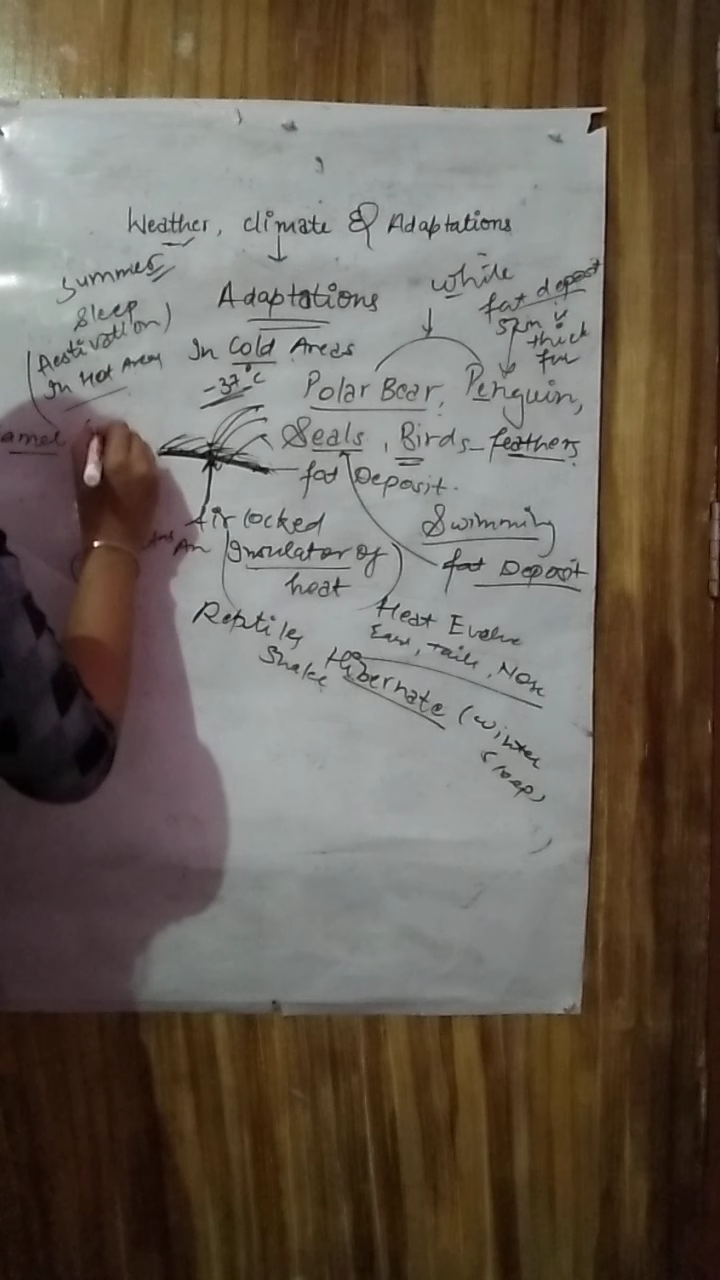 Weather, climate & Adaptations
Adaptations
In Cold Areas
-37°C
Summer
Sleep
(Aestivation)
In Hot Areas
white
fat deposit
5pm
thick
fur
Polar Bear, Penguin,
Seals, Birds - feathers
fat Deposit.
amel
Air locked
Insulator of
heat
Swimming
fat Deposit
Reptiles
Snake
Hibernate (Winter
Sleep)
Heat Evolve
Ears, Tails, Nose